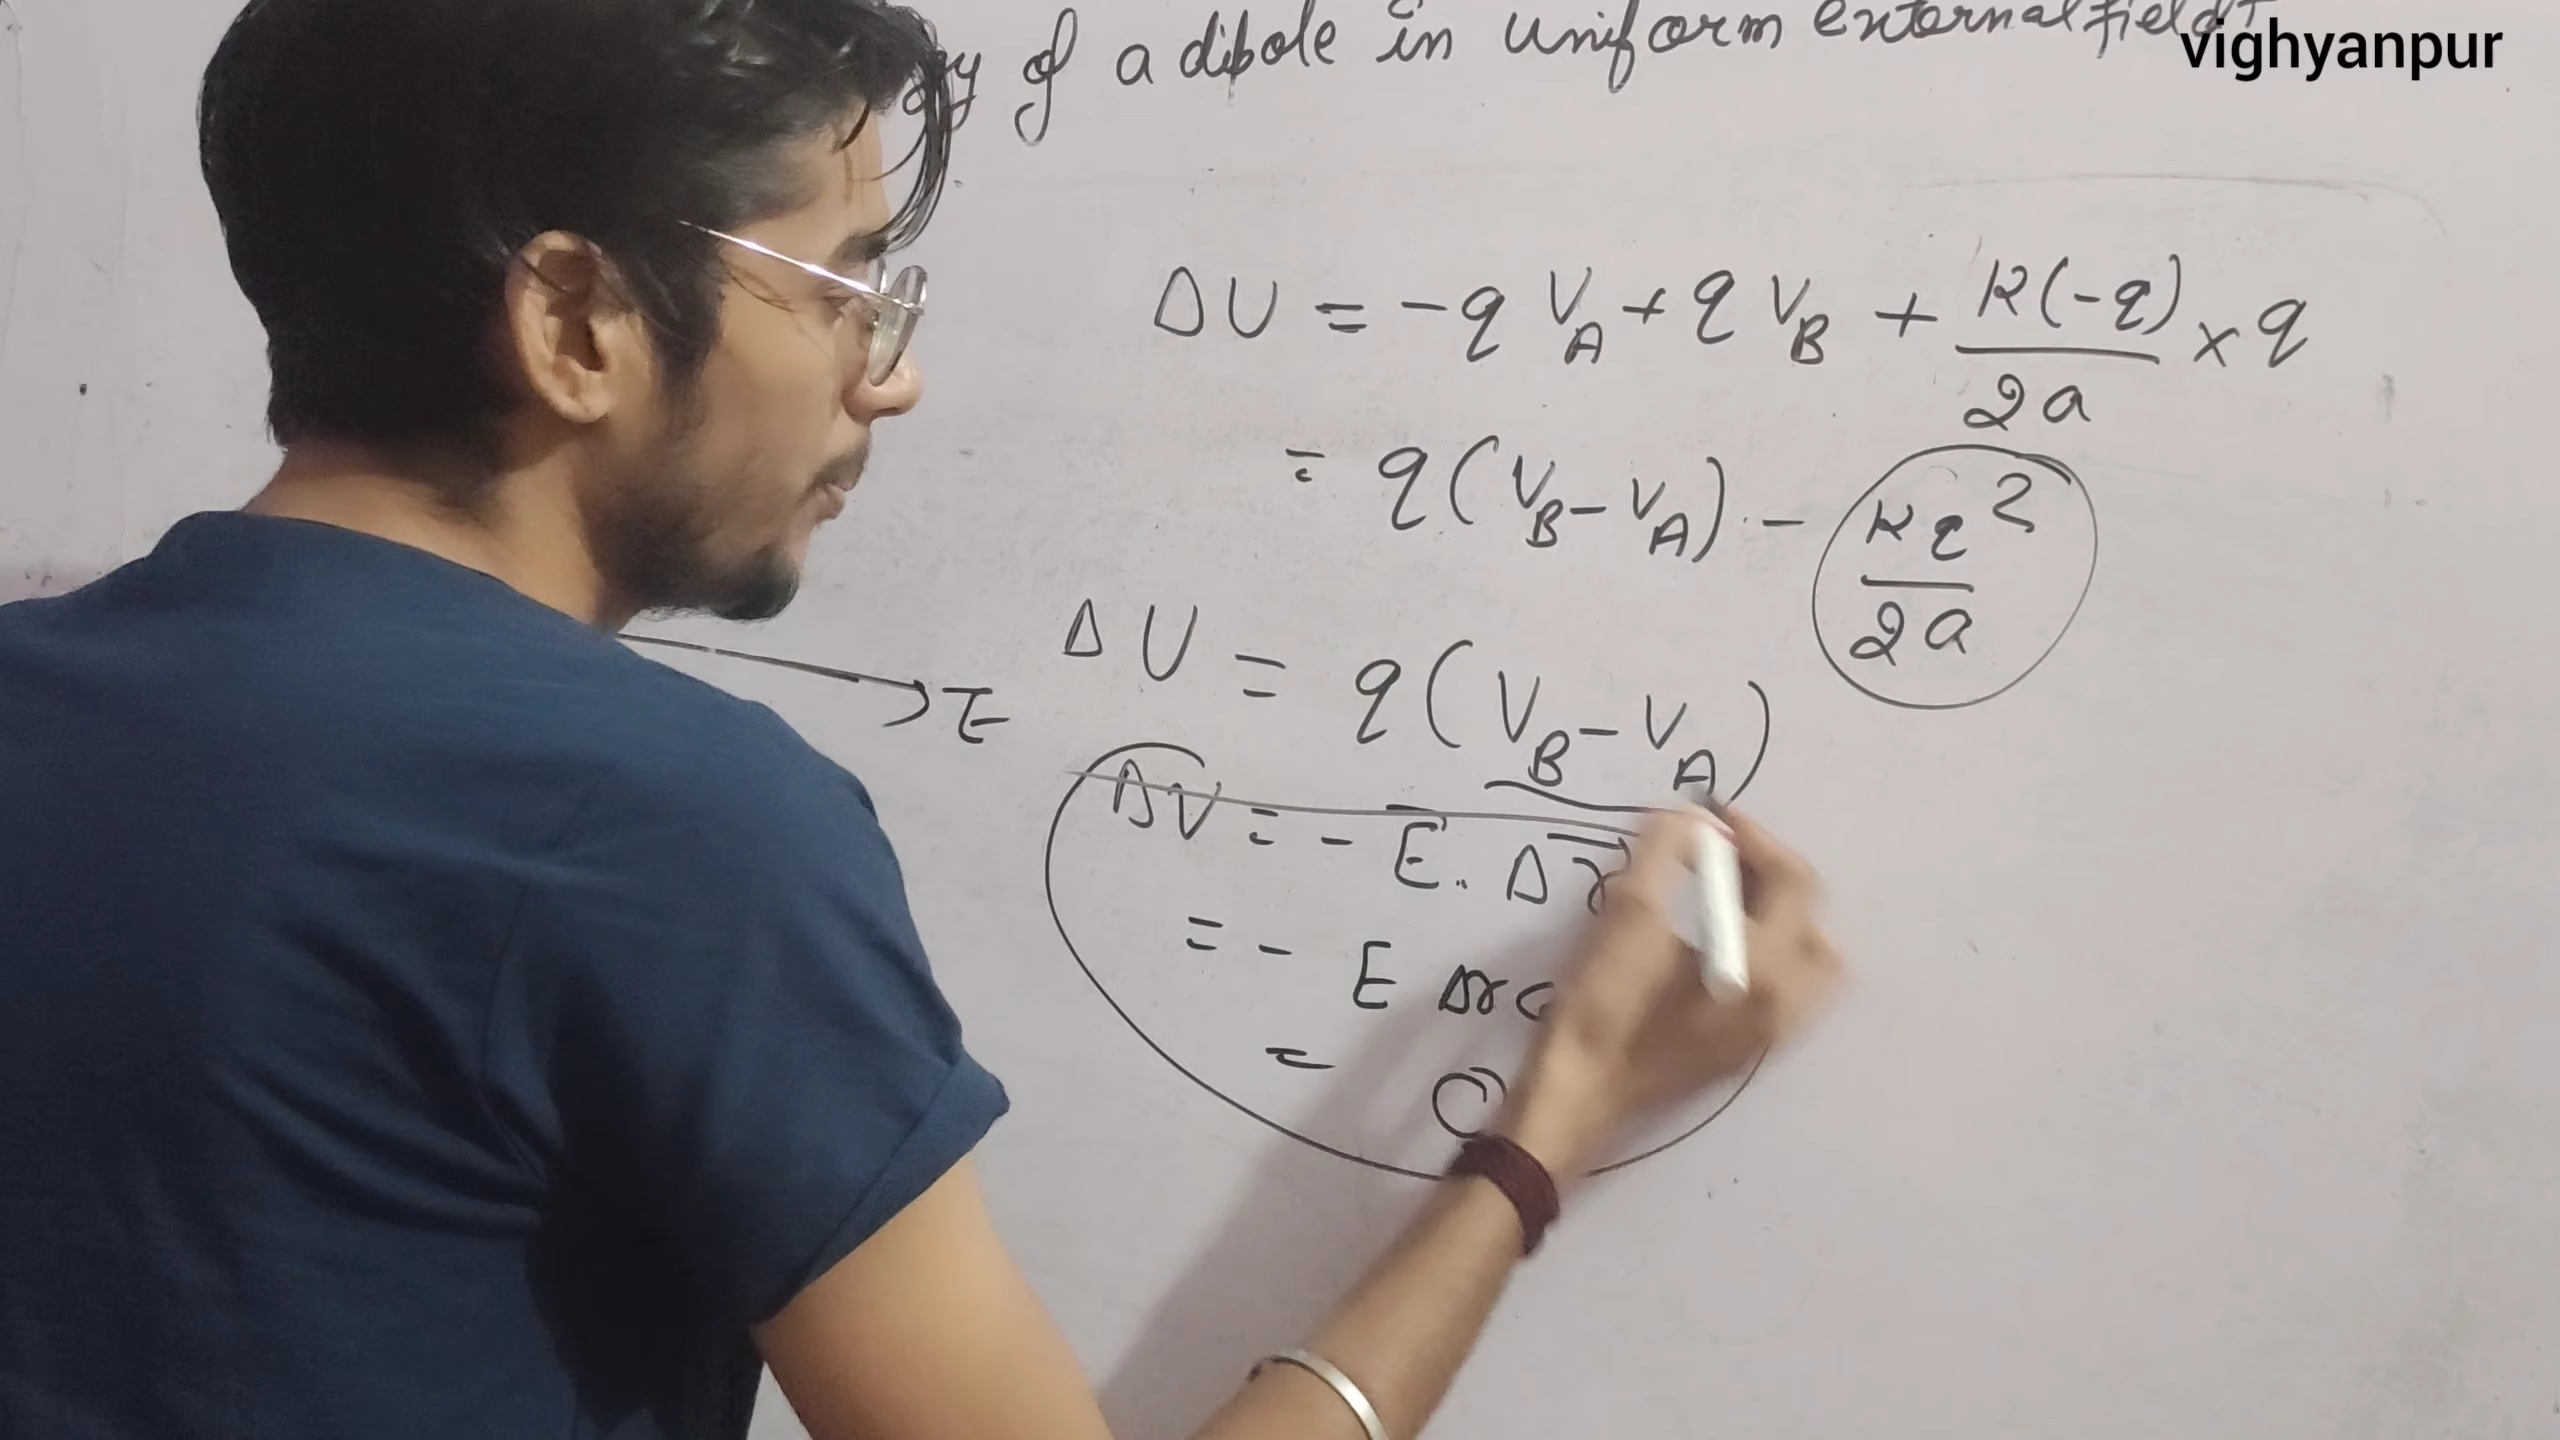 of a dipole in uniform external field
vighyanpur
ΔU = -q V_A + q V_B + K(-q)/2a × q
= q(V_B - V_A) - Kq²/2a
ΔU = q(V_B - V_A)
E
ΔV = - E⃗ . Δr⃗
= - E Δr
= 0